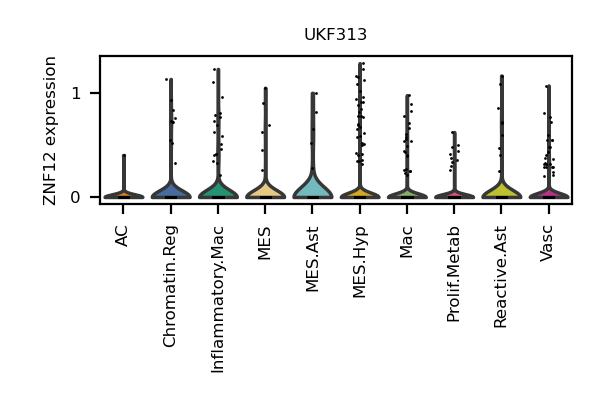 UKF313
ZNF12 expression
1
0
AC
Chromatin.Reg
Inflammatory.Mac
MES
MES.Ast
MES.Hyp
Mac
Prolif.Metab
Reactive.Ast
Vasc